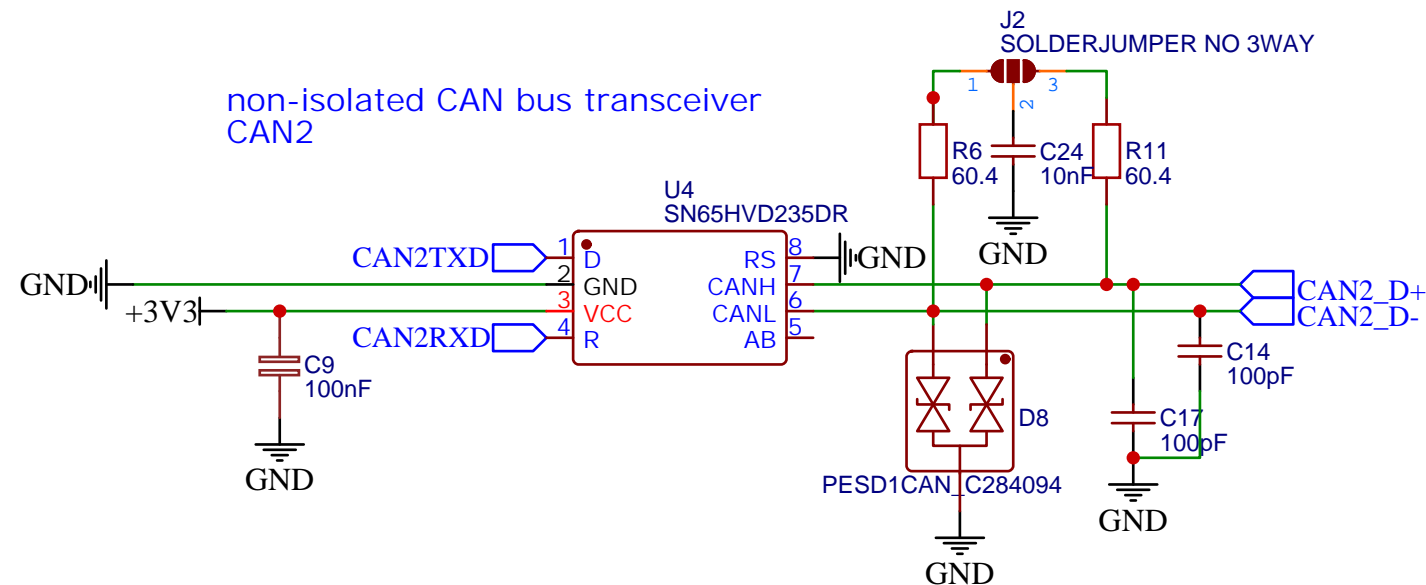 J2
SOLDERJUMPER NO 3WAY
1
2
3
non-isolated CAN bus transceiver
CAN2
R6
60.4
C24
10nF
R11
60.4
GND
U4
SN65HVD235DR
CAN2TXD
1
D
8
RS
GND
GND
2
GND
7
CANH
CAN2_D+
+3V3
3
VCC
6
CANL
CAN2_D-
CAN2RXD
4
R
5
AB
C9
100nF
GND
C14
100pF
D8
C17
100pF
PESD1CAN_C284094
GND
GND